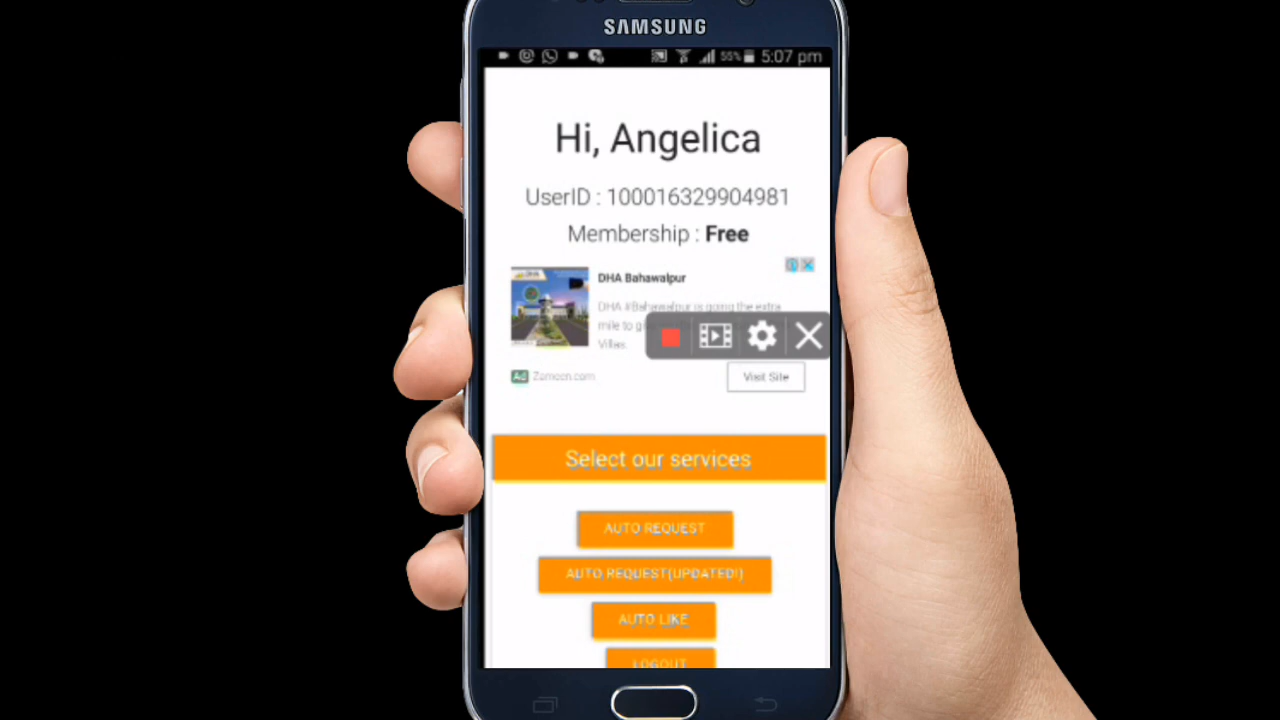 SAMSUNG
55% 5:07 pm
Hi, Angelica
UserID : 100016329904981
Membership : Free
DHA Bahawalpur
DHA #Bahawalpur is going the extra
mile to
Villas.
Ad Zameen.com
Visit Site
Select our services
AUTO REQUEST
AUTO REQUEST(UPDATED!)
AUTO LIKE
LOGOUT